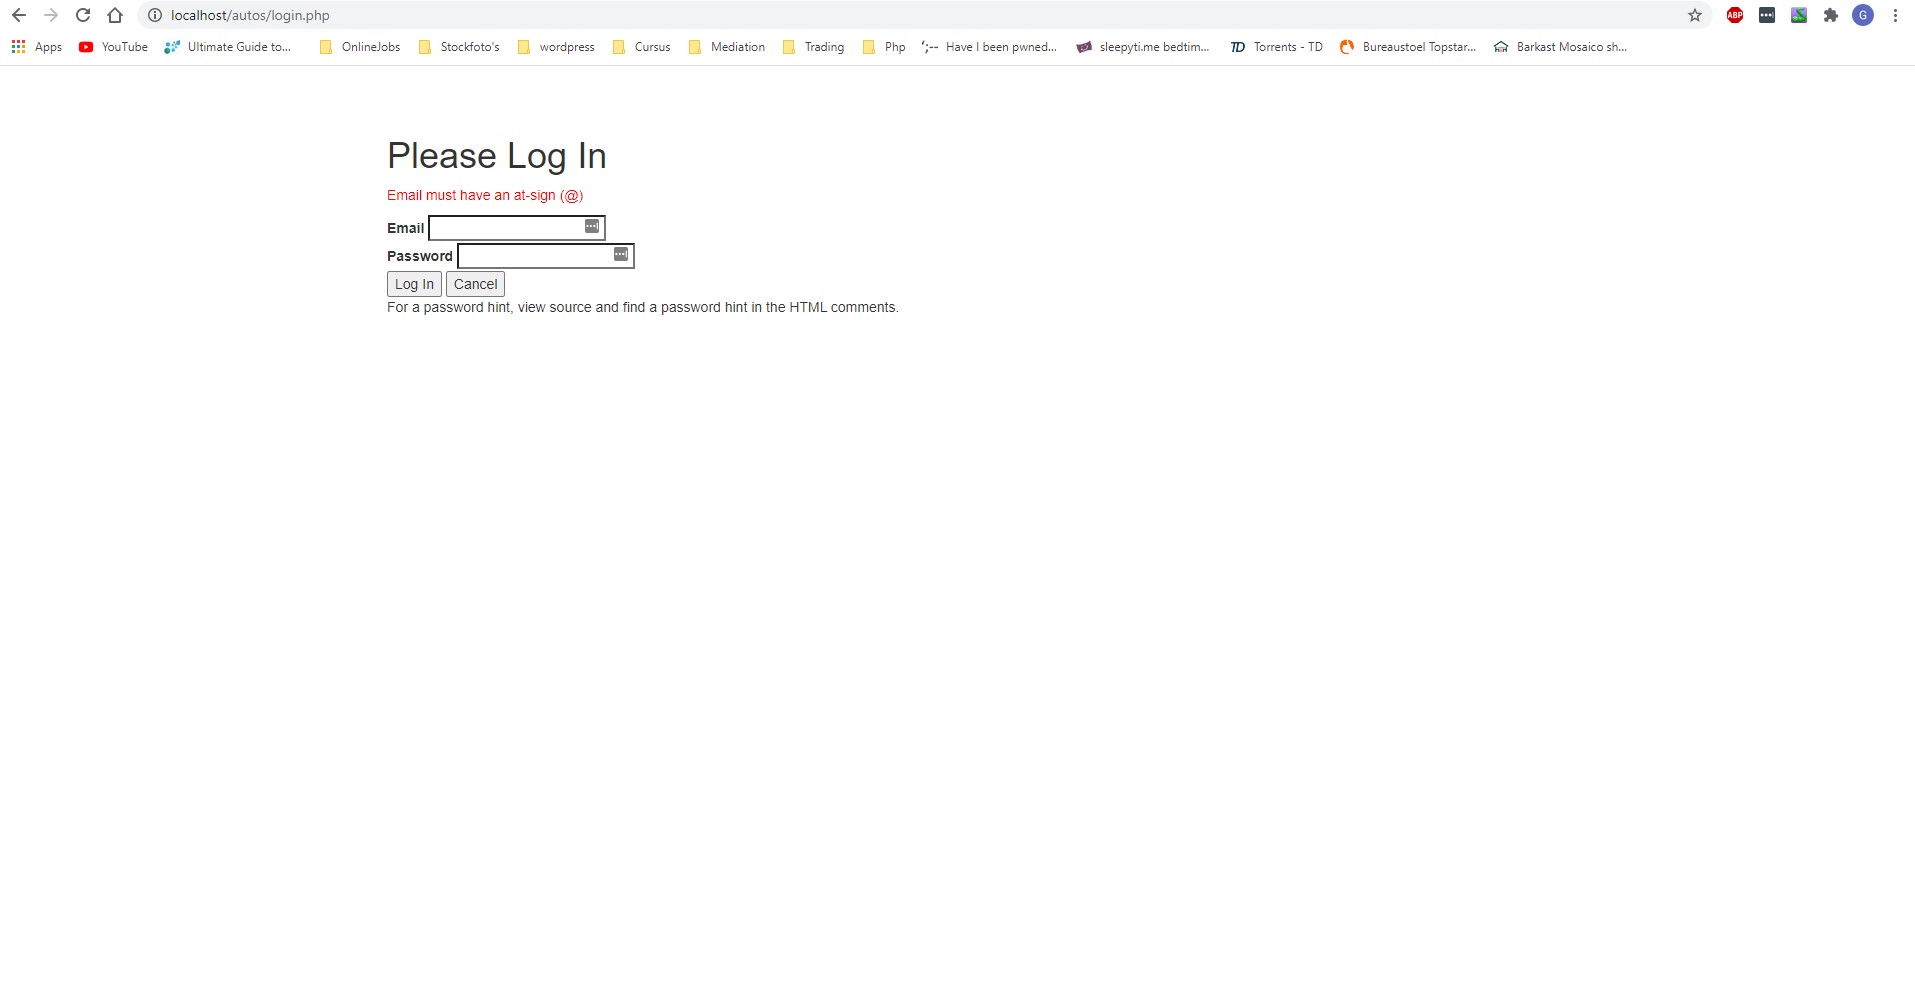 localhost/autos/login.php
ABP
G
Apps YouTube Ultimate Guide to... OnlineJobs Stockfoto's wordpress Cursus Mediation Trading Php ';-- Have I been pwned... sleepyti.me bedtim... TD Torrents - TD Bureaustoel Topstar... Barkast Mosaico sh...
Please Log In
Email must have an at-sign (@)
Email
Password
Log In Cancel
For a password hint, view source and find a password hint in the HTML comments.